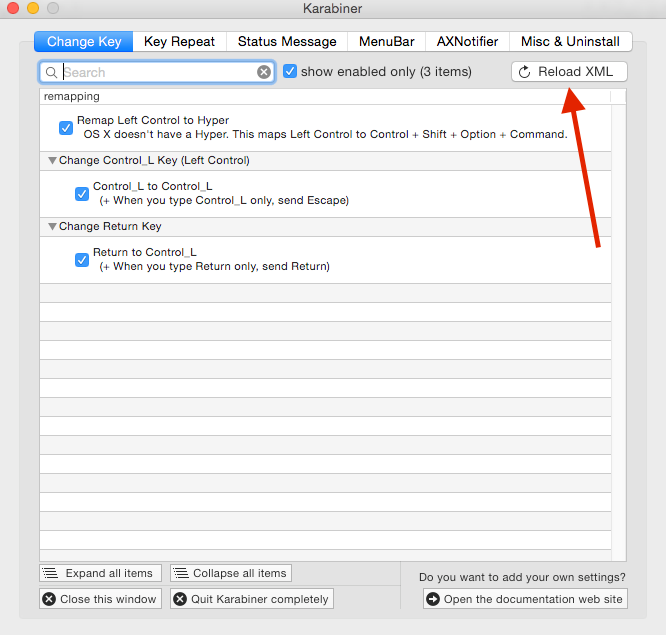 Karabiner
Change Key Key Repeat Status Message MenuBar AXNotifier Misc & Uninstall
Search show enabled only (3 items) Reload XML
remapping
Remap Left Control to Hyper
OS X doesn't have a Hyper. This maps Left Control to Control + Shift + Option + Command.
Change Control_L Key (Left Control)
Control_L to Control_L
(+ When you type Control_L only, send Escape)
Change Return Key
Return to Control_L
(+ When you type Return only, send Return)
Expand all items Collapse all items Do you want to add your own settings?
Close this window Quit Karabiner completely Open the documentation web site